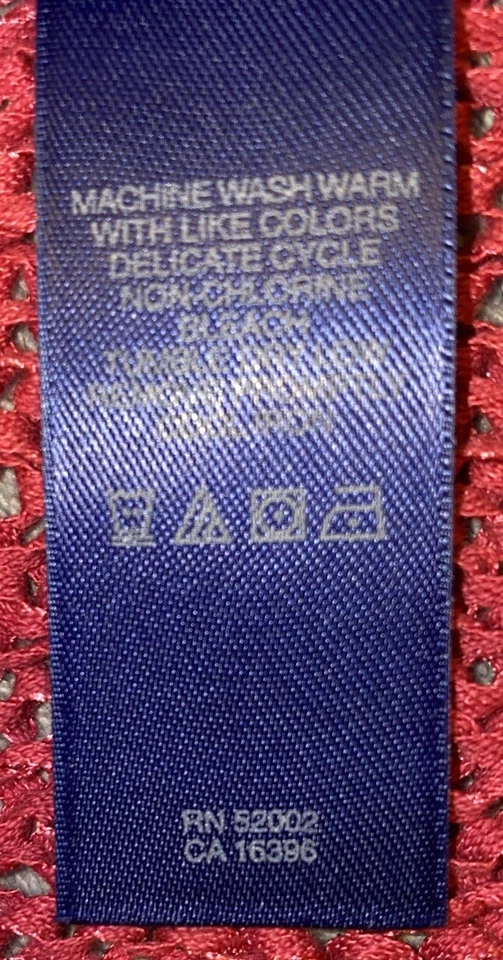 MACHINE WASH WARM
WITH LIKE COLORS
DELICATE CYCLE
NON-CHLORINE
BLEACH
TUMBLE DRY LOW
REMOVE PROMPTLY
COOL IRON
RN 52002
CA 16396